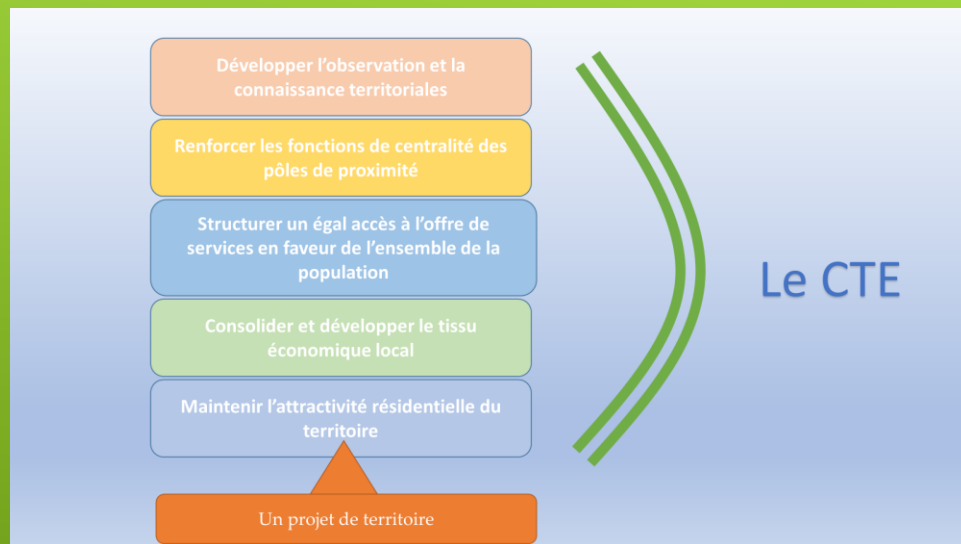 Développer l'observation et la
connaissance territoriales
Renforcer les fonctions de centralité des
pôles de proximité
Structurer un égal accès à l'offre de
services en faveur de l'ensemble de la
population
Consolider et développer le tissu
économique local
Maintenir l'attractivité résidentielle du
territoire
Un projet de territoire
Le CTE